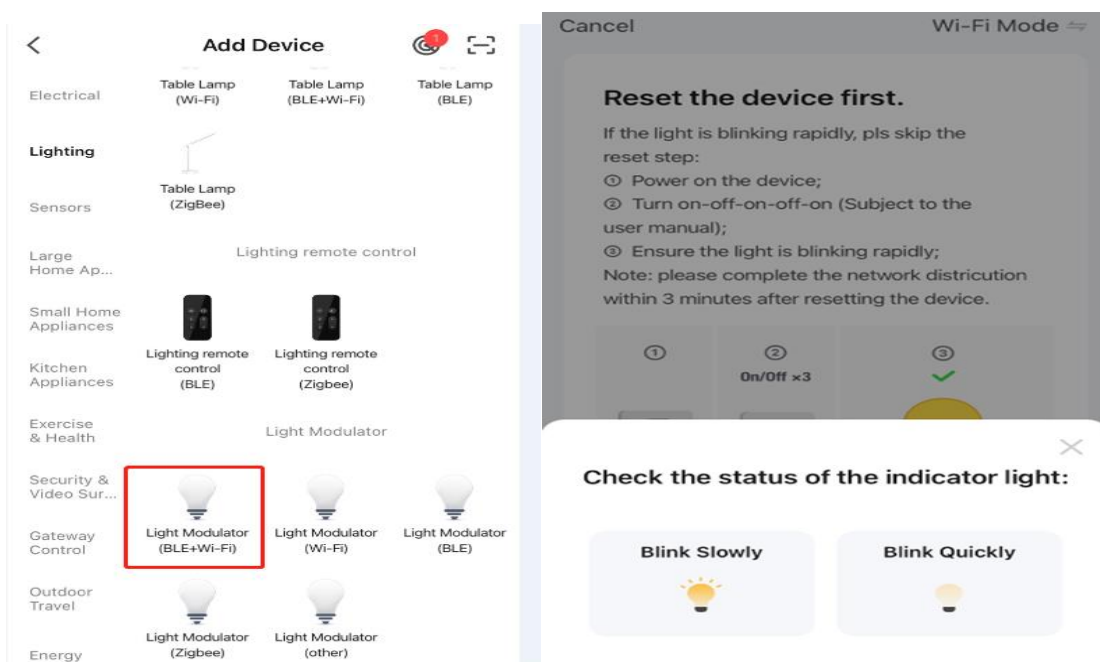 Add Device
1
Electrical
Table Lamp
(Wi-Fi)
Table Lamp
(BLE+Wi-Fi)
Table Lamp
(BLE)
Lighting
Table Lamp
(ZigBee)
Sensors
Large
Home Ap...
Lighting remote control
Small Home
Appliances
Kitchen
Appliances
Lighting remote
control
(BLE)
Lighting remote
control
(Zigbee)
Exercise
& Health
Light Modulator
Security &
Video Sur...
Gateway
Control
Light Modulator
(BLE+Wi-Fi)
Light Modulator
(Wi-Fi)
Light Modulator
(BLE)
Outdoor
Travel
Energy
Light Modulator
(Zigbee)
Light Modulator
(other)
Cancel
Wi-Fi Mode
Reset the device first.
If the light is blinking rapidly, pls skip the
reset step:
① Power on the device;
② Turn on-off-on-off-on (Subject to the
user manual);
③ Ensure the light is blinking rapidly;
Note: please complete the network districution
within 3 minutes after resetting the device.
①
②
③
On/Off ×3
Check the status of the indicator light:
Blink Slowly
Blink Quickly